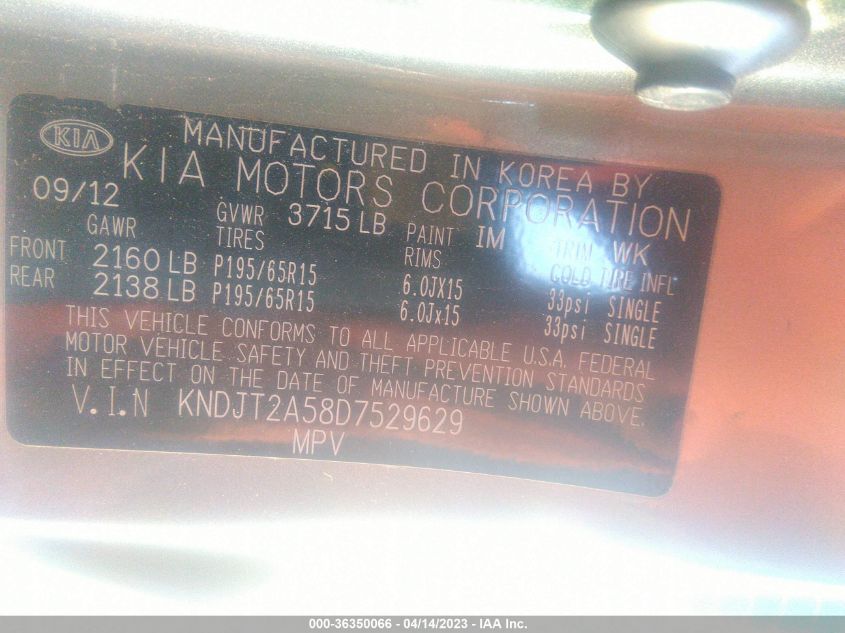 KIA
MANUFACTURED IN KOREA BY
KIA MOTORS CORPORATION
09/12
GAWR GVWR 3715 LB PAINT IM TRIM WK
TIRES RIMS COLD TIRE INFL
FRONT 2160 LB P195/65R15 6.0JX15 33psi SINGLE
REAR 2138 LB P195/65R15 6.0Jx15 33psi SINGLE
THIS VEHICLE CONFORMS TO ALL APPLICABLE U.S.A. FEDERAL
MOTOR VEHICLE SAFETY AND THEFT PREVENTION STANDARDS
IN EFFECT ON THE DATE OF MANUFACTURE SHOWN ABOVE.
V.I.N KNDJT2A58D7529629
MPV
000-36350066 - 04/14/2023 - IAA Inc.